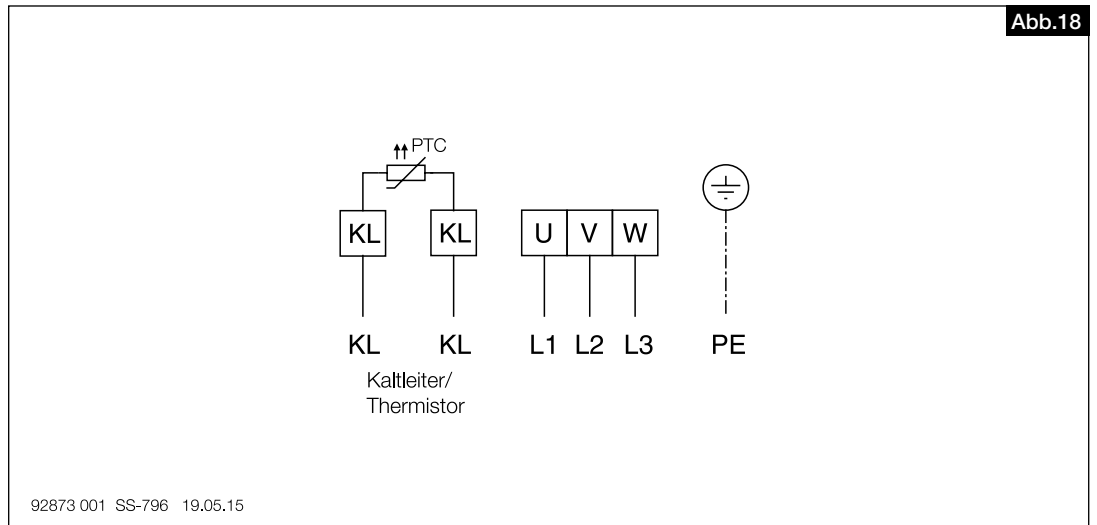 Abb.18
PTC
KL KL U V W
KL KL L1 L2 L3 PE
Kaltleiter/
Thermistor
92873 001 SS-796 19.05.15